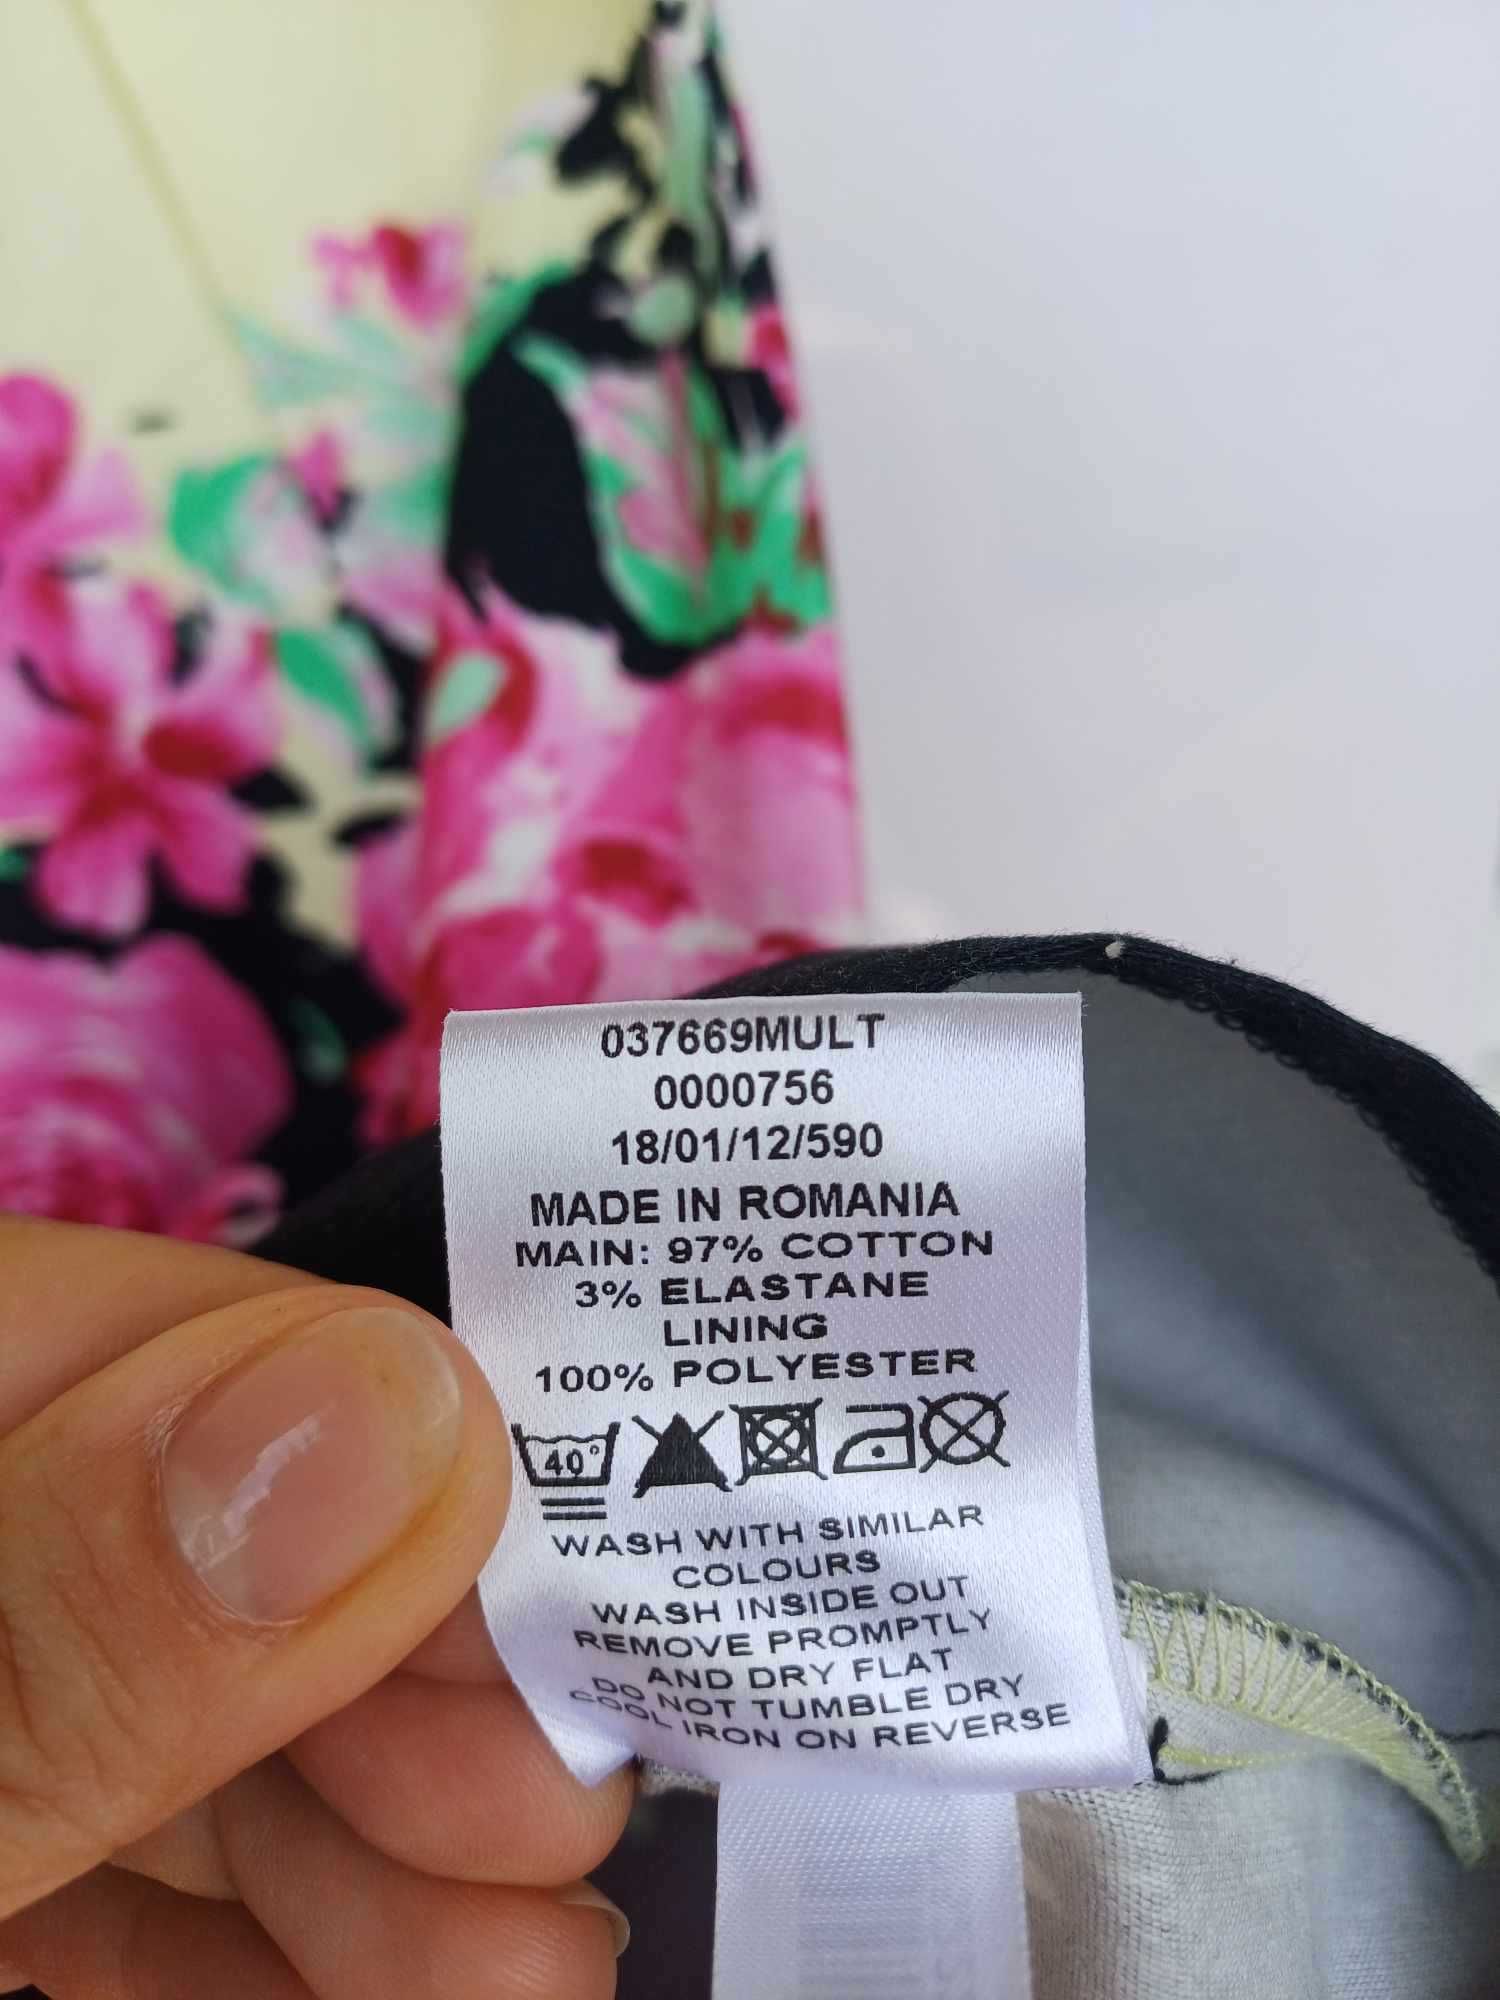 037669MULT
0000756
18/01/12/590
MADE IN ROMANIA
MAIN: 97% COTTON
3% ELASTANE
LINING
100% POLYESTER
40°
WASH WITH SIMILAR
COLOURS
WASH INSIDE OUT
REMOVE PROMPTLY
AND DRY FLAT
DO NOT TUMBLE DRY
COOL IRON ON REVERSE